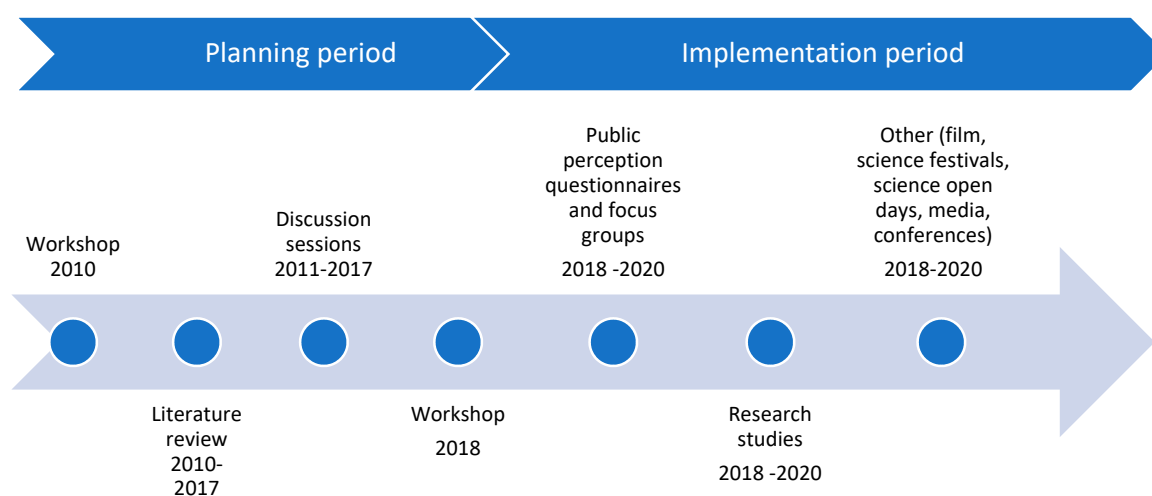 Planning period
Implementation period
Workshop
2010
Literature
review
2010-
2017
Discussion
sessions
2011-2017
Workshop
2018
Public
perception
questionnaires
and focus
groups
2018 -2020
Research
studies
2018 -2020
Other (film,
science festivals,
science open
days, media,
conferences)
2018-2020